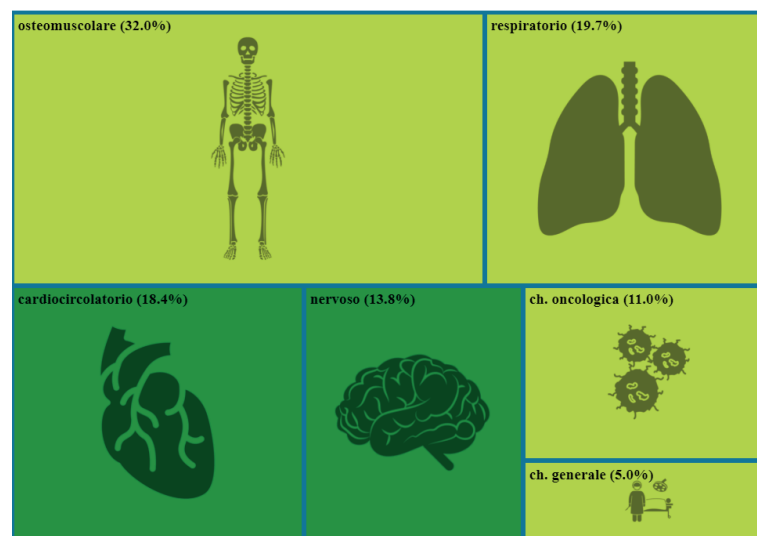 osteomuscolare (32.0%)
respiratorio (19.7%)
cardiocircolatorio (18.4%)
nervoso (13.8%)
ch. oncologica (11.0%)
ch. generale (5.0%)